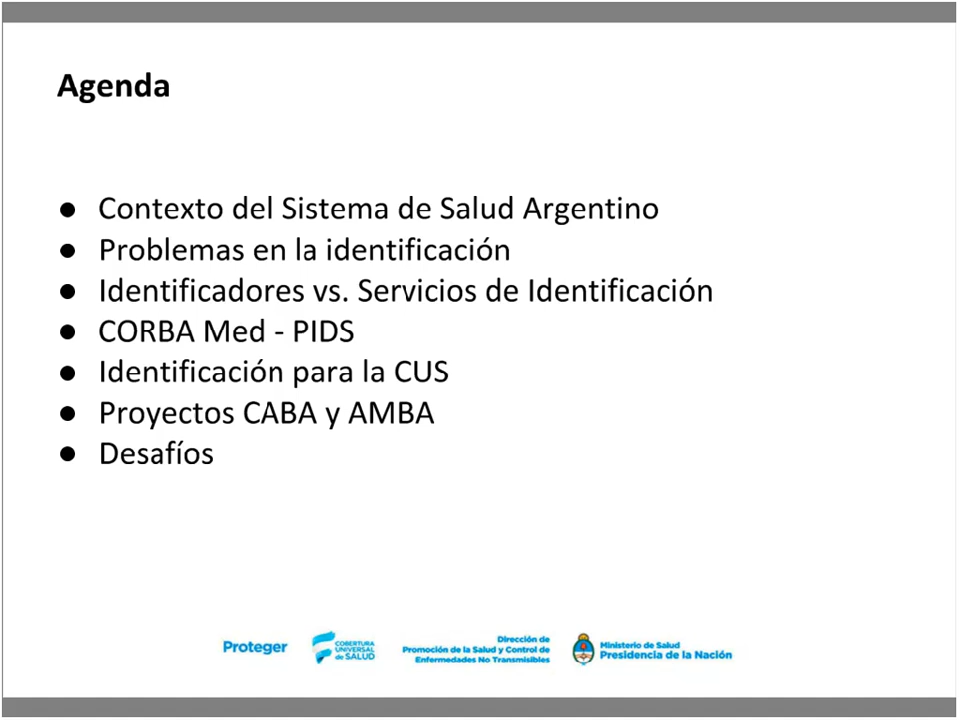 Agenda
● Contexto del Sistema de Salud Argentino
● Problemas en la identificación
● Identificadores vs. Servicios de Identificación
● CORBA Med - PIDS
● Identificación para la CUS
● Proyectos CABA y AMBA
● Desafíos
Proteger
COBERTURA
UNIVERSAL
de SALUD
Dirección de
Promoción de la Salud y Control de
Enfermedades No Transmisibles
Ministerio de Salud
Presidencia de la Nación